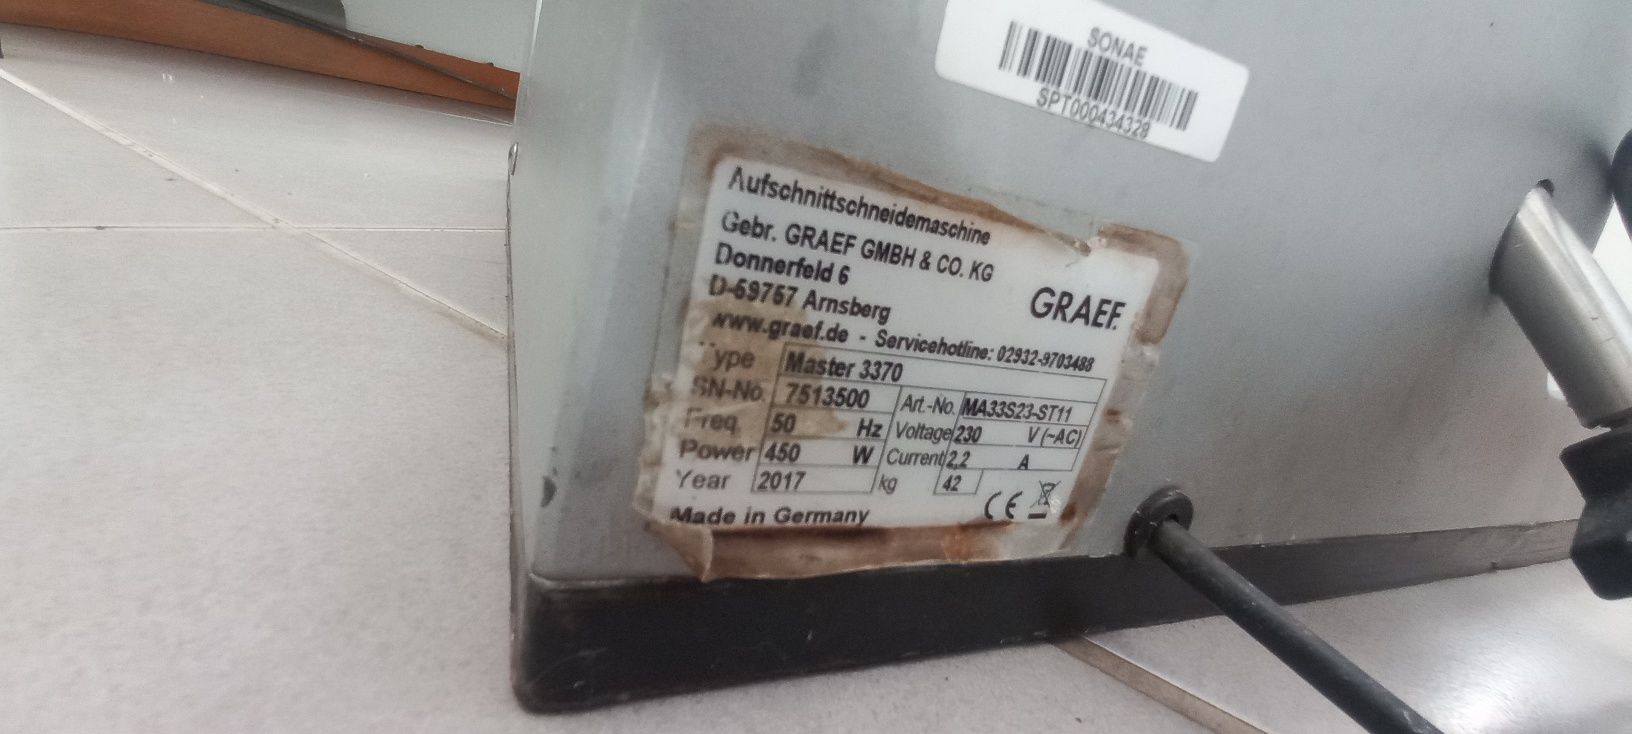 SONAE
SPT000434329
Aufschnittschneidemaschine
Gebr. GRAEF GMBH & CO. KG
Donnerfeld 6
D-59757 Arnsberg
GRAEF.
www.graef.de - Servicehotline: 02932-9703488
Type Master 3370
SN-No. 7513500 Art.-No. MA33S23-ST11
Freq. 50 Hz Voltage 230 V (~AC)
Power 450 W Current 2,2 A
Year 2017 kg 42
Made in Germany CE